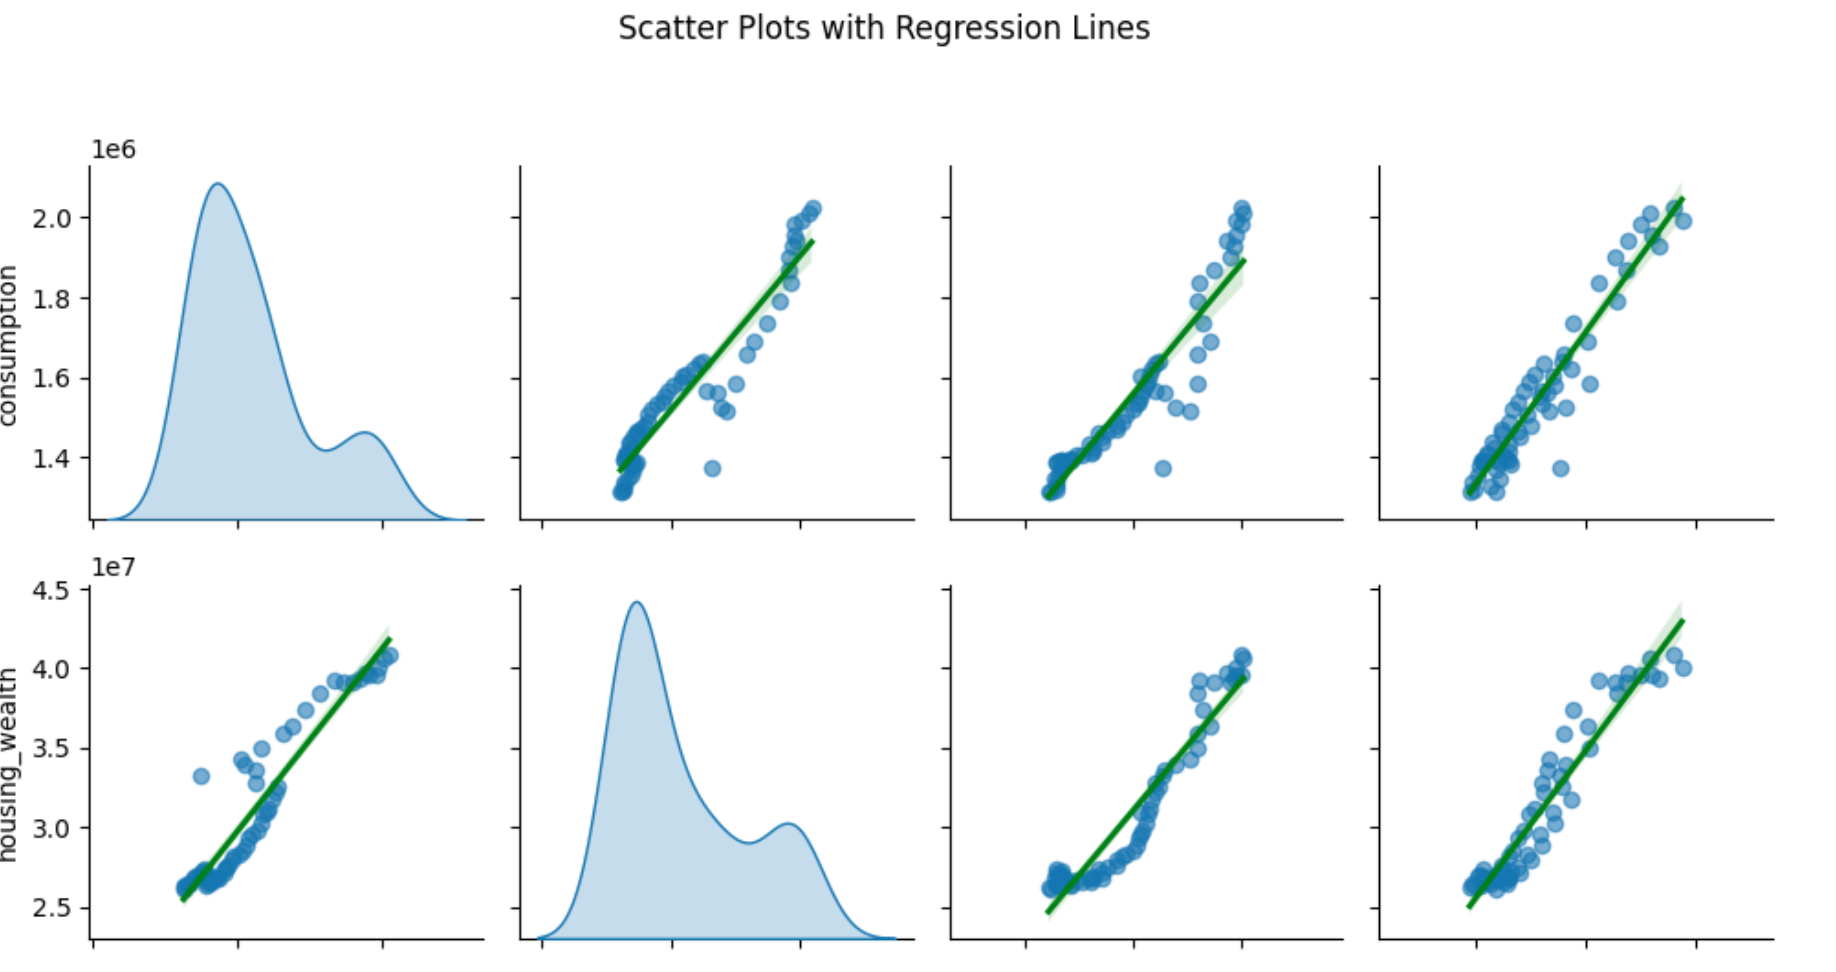 Scatter Plots with Regression Lines
1e6
2.0
1.8
1.6
1.4
consumption
1e7
4.5
4.0
3.5
3.0
2.5
housing_wealth